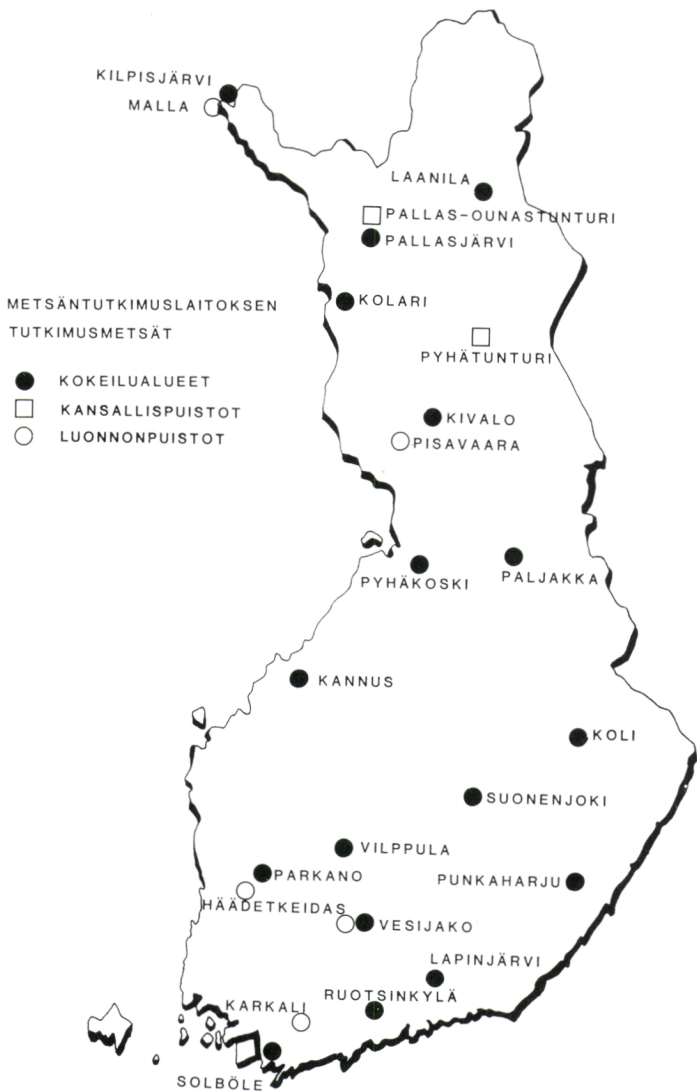 KILPISJÄRVI
MALLA
LAANILA
PALLAS-OUNASTUNTURI
PALLASJÄRVI
KOLARI
METSÄNTUTKIMUSLAITOKSEN
TUTKIMUSMETSÄT
PYHÄTUNTURI
KOKEILUALUEET
KANSALLISPUISTOT
LUONNONPUISTOT
KIVALO
PISAVAARA
PYHÄKOSKI
PALJAKKA
KANNUS
KOLI
SUONENJOKI
VILPPULA
PARKANO
PUNKAHARJU
HÄÄDETKEIDAS
VESIJAKO
LAPINJÄRVI
RUOTSINKYLÄ
KARKALI
SOLBÖLE